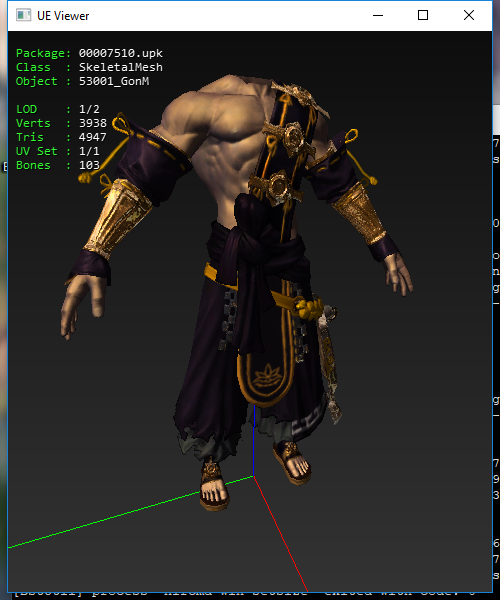 UE Viewer
Package: 00007510.upk
Class  : SkeletalMesh
Object : 53001_GonM
LOD    : 1/2
Verts  : 3938
Tris   : 4947
UV Set : 1/1
Bones  : 103